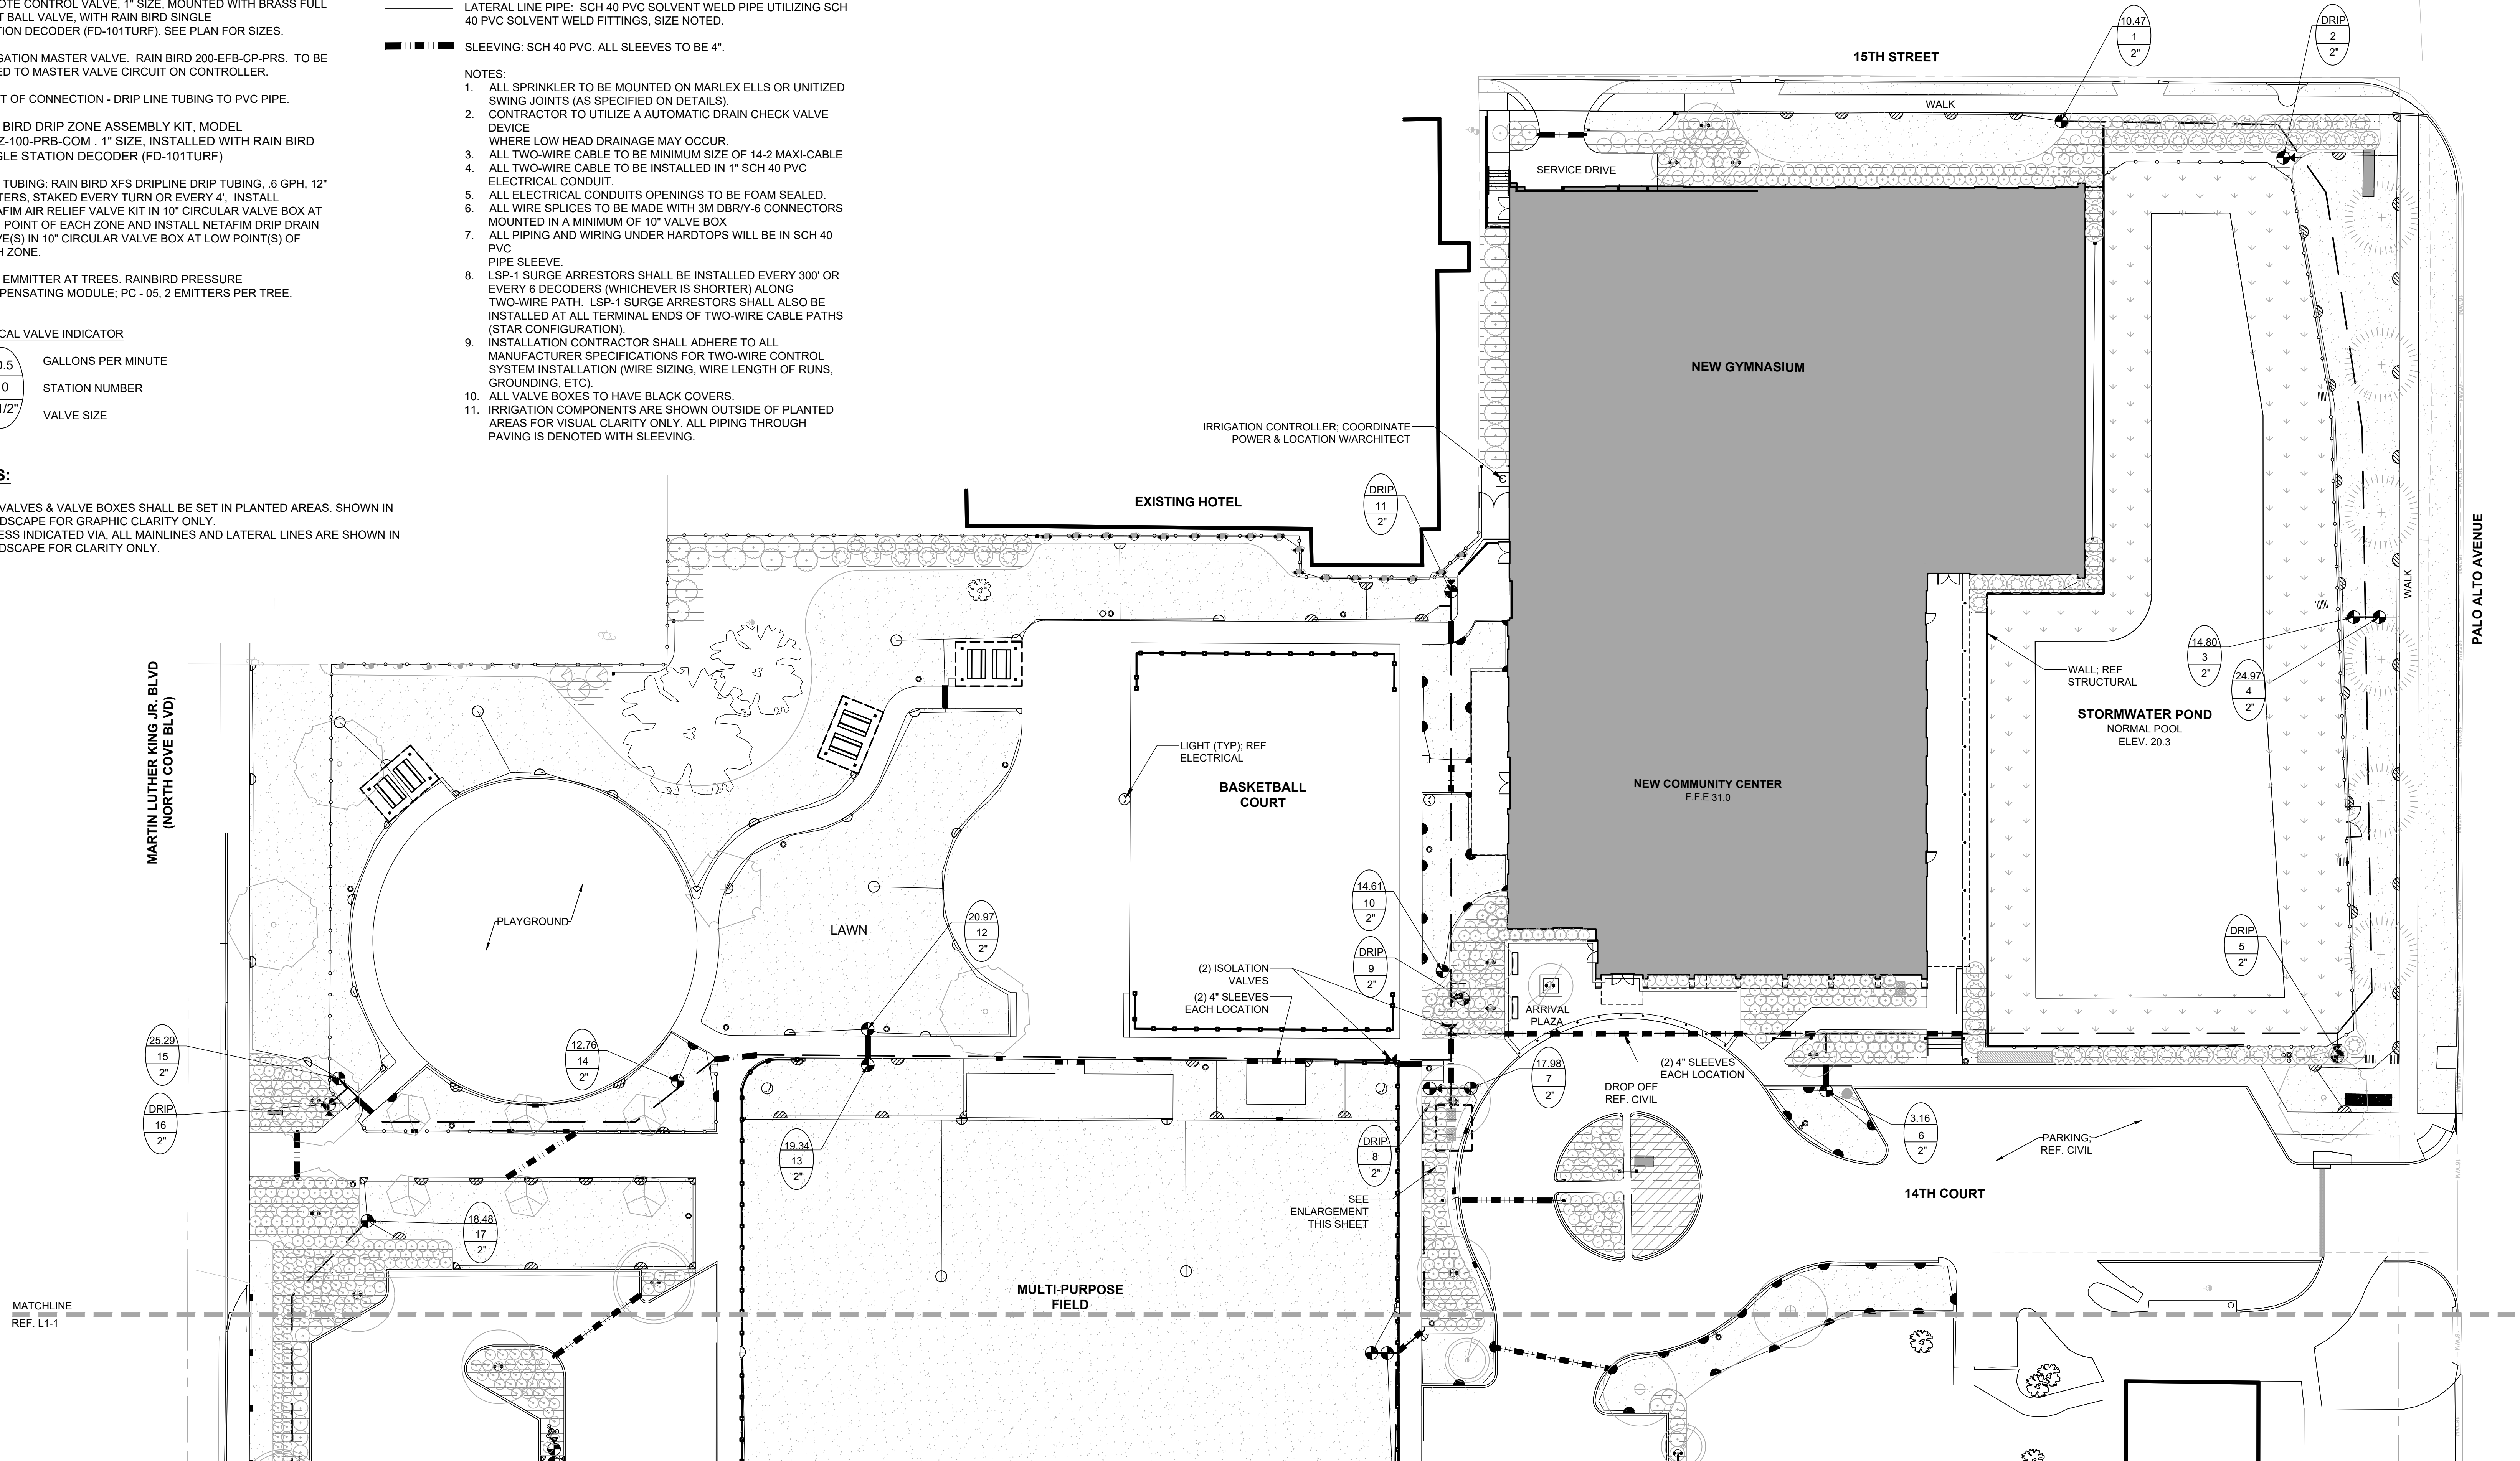 OTE CONTROL VALVE, 1" SIZE, MOUNTED WITH BRASS FULL
T BALL VALVE, WITH RAIN BIRD SINGLE
TION DECODER (FD-101TURF). SEE PLAN FOR SIZES.
GATION MASTER VALVE. RAIN BIRD 200-EFB-CP-PRS. TO BE
ED TO MASTER VALVE CIRCUIT ON CONTROLLER.
T OF CONNECTION - DRIP LINE TUBING TO PVC PIPE.
BIRD DRIP ZONE ASSEMBLY KIT, MODEL
Z-100-PRB-COM . 1" SIZE, INSTALLED WITH RAIN BIRD
GLE STATION DECODER (FD-101TURF)
TUBING: RAIN BIRD XFS DRIPLINE DRIP TUBING, .6 GPH, 12"
TERS, STAKED EVERY TURN OR EVERY 4', INSTALL
AFIM AIR RELIEF VALVE KIT IN 10" CIRCULAR VALVE BOX AT
POINT OF EACH ZONE AND INSTALL NETAFIM DRIP DRAIN
VE(S) IN 10" CIRCULAR VALVE BOX AT LOW POINT(S) OF
H ZONE.
EMMITTER AT TREES. RAINBIRD PRESSURE
PENSATING MODULE; PC - 05, 2 EMITTERS PER TREE.
CAL VALVE INDICATOR
0.5
GALLONS PER MINUTE
0
STATION NUMBER
1/2"
VALVE SIZE
S:
VALVES & VALVE BOXES SHALL BE SET IN PLANTED AREAS. SHOWN IN
DSCAPE FOR GRAPHIC CLARITY ONLY.
ESS INDICATED VIA, ALL MAINLINES AND LATERAL LINES ARE SHOWN IN
DSCAPE FOR CLARITY ONLY.
LATERAL LINE PIPE: SCH 40 PVC SOLVENT WELD PIPE UTILIZING SCH
40 PVC SOLVENT WELD FITTINGS, SIZE NOTED.
SLEEVING: SCH 40 PVC. ALL SLEEVES TO BE 4".
NOTES:
1. ALL SPRINKLER TO BE MOUNTED ON MARLEX ELLS OR UNITIZED
SWING JOINTS (AS SPECIFIED ON DETAILS).
2. CONTRACTOR TO UTILIZE A AUTOMATIC DRAIN CHECK VALVE
DEVICE
WHERE LOW HEAD DRAINAGE MAY OCCUR.
3. ALL TWO-WIRE CABLE TO BE MINIMUM SIZE OF 14-2 MAXI-CABLE
4. ALL TWO-WIRE CABLE TO BE INSTALLED IN 1" SCH 40 PVC
ELECTRICAL CONDUIT.
5. ALL ELECTRICAL CONDUITS OPENINGS TO BE FOAM SEALED.
6. ALL WIRE SPLICES TO BE MADE WITH 3M DBR/Y-6 CONNECTORS
MOUNTED IN A MINIMUM OF 10" VALVE BOX
7. ALL PIPING AND WIRING UNDER HARDTOPS WILL BE IN SCH 40
PVC
PIPE SLEEVE.
8. LSP-1 SURGE ARRESTORS SHALL BE INSTALLED EVERY 300' OR
EVERY 6 DECODERS (WHICHEVER IS SHORTER) ALONG
TWO-WIRE PATH. LSP-1 SURGE ARRESTORS SHALL ALSO BE
INSTALLED AT ALL TERMINAL ENDS OF TWO-WIRE CABLE PATHS
(STAR CONFIGURATION).
9. INSTALLATION CONTRACTOR SHALL ADHERE TO ALL
MANUFACTURER SPECIFICATIONS FOR TWO-WIRE CONTROL
SYSTEM INSTALLATION (WIRE SIZING, WIRE LENGTH OF RUNS,
GROUNDING, ETC).
10. ALL VALVE BOXES TO HAVE BLACK COVERS.
11. IRRIGATION COMPONENTS ARE SHOWN OUTSIDE OF PLANTED
AREAS FOR VISUAL CLARITY ONLY. ALL PIPING THROUGH
PAVING IS DENOTED WITH SLEEVING.
15TH STREET
10.47
1
2"
DRIP
2
2"
WALK
SERVICE DRIVE
NEW GYMNASIUM
IRRIGATION CONTROLLER; COORDINATE
POWER & LOCATION W/ARCHITECT
C
EXISTING HOTEL
DRIP
11
2"
PALO ALTO AVENUE
WALK
14.80
3
2"
24.97
4
2"
WALL; REF
STRUCTURAL
STORMWATER POND
NORMAL POOL
ELEV. 20.3
MARTIN LUTHER KING JR. BLVD
(NORTH COVE BLVD)
LIGHT (TYP); REF
ELECTRICAL
BASKETBALL
COURT
NEW COMMUNITY CENTER
F.F.E 31.0
PLAYGROUND
LAWN
20.97
12
2"
14.61
10
2"
DRIP
9
2"
DRIP
5
2"
(2) ISOLATION
VALVES
(2) 4" SLEEVES
EACH LOCATION
ARRIVAL
PLAZA
25.29
15
2"
12.76
14
2"
DRIP
16
2"
19.34
13
2"
17.98
7
2"
DRIP
8
2"
(2) 4" SLEEVES
EACH LOCATION
DROP OFF
REF. CIVIL
3.16
6
2"
PARKING;
REF. CIVIL
SEE
ENLARGEMENT
THIS SHEET
14TH COURT
18.48
17
2"
MULTI-PURPOSE
FIELD
MATCHLINE
REF. L1-1